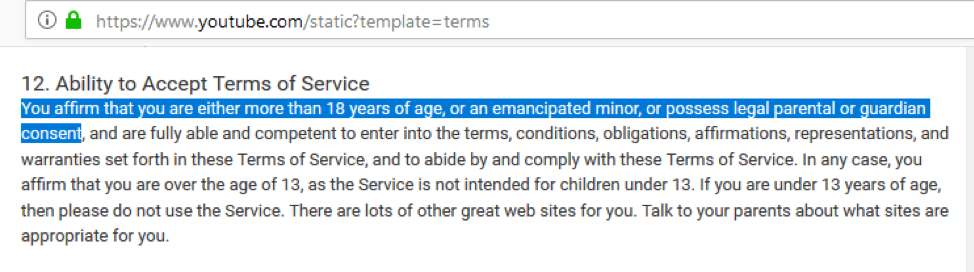 https://www.youtube.com/static?template=terms
12. Ability to Accept Terms of Service
You affirm that you are either more than 18 years of age, or an emancipated minor, or possess legal parental or guardian
consent, and are fully able and competent to enter into the terms, conditions, obligations, affirmations, representations, and
warranties set forth in these Terms of Service, and to abide by and comply with these Terms of Service. In any case, you
affirm that you are over the age of 13, as the Service is not intended for children under 13. If you are under 13 years of age,
then please do not use the Service. There are lots of other great web sites for you. Talk to your parents about what sites are
appropriate for you.